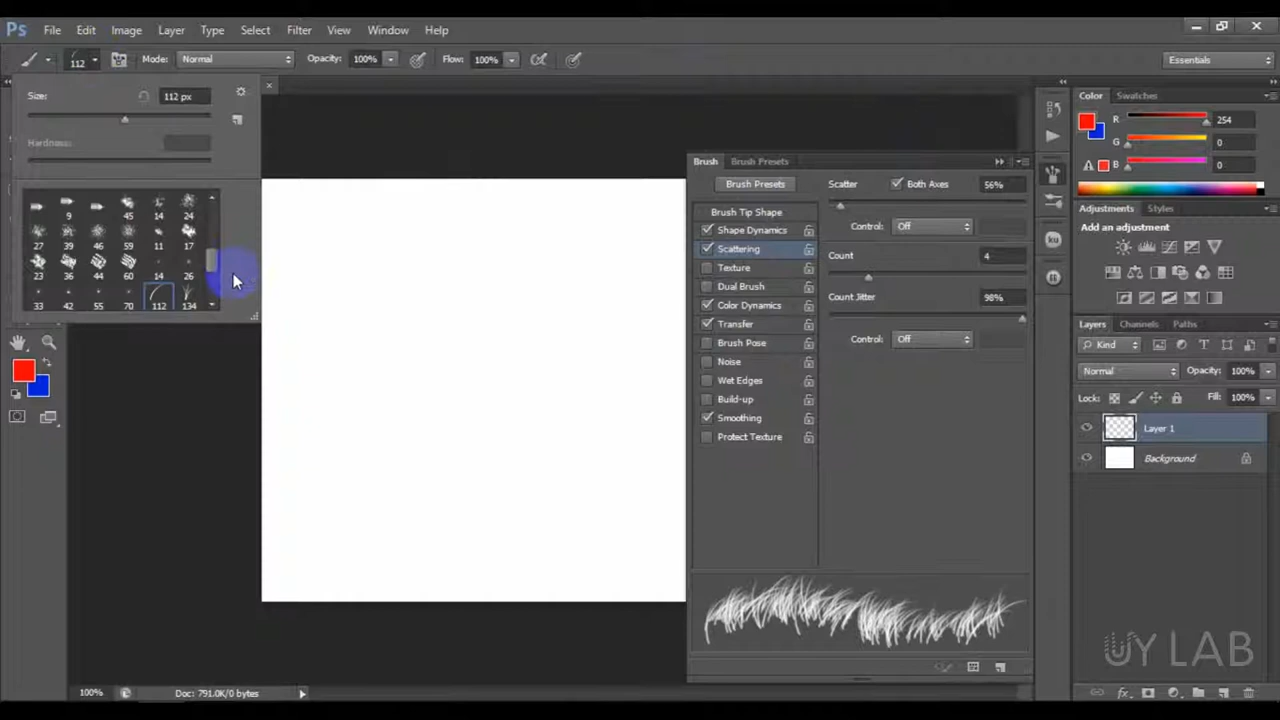 Ps File Edit Image Layer Type Select Filter View Window Help
112 Mode: Normal Opacity: 100% Flow: 100% Essentials
Size: 112 px
Hardness:
9 45 14 24
27 39 46 59 11 17
23 36 44 60 14 26
33 42 55 70 112 134
Brush Brush Presets
Brush Presets
Brush Tip Shape
Shape Dynamics
Scattering
Texture
Dual Brush
Color Dynamics
Transfer
Brush Pose
Noise
Wet Edges
Build-up
Smoothing
Protect Texture
Scatter Both Axes 56%
Control: Off
Count 4
Count Jitter 98%
Control: Off
Color Swatches
R 254
G 0
B 0
Adjustments Styles
Add an adjustment
Layers Channels Paths
Kind
Normal Opacity: 100%
Lock: Fill: 100%
Layer 1
Background
UY LAB
100% Doc: 791.0K/0 bytes